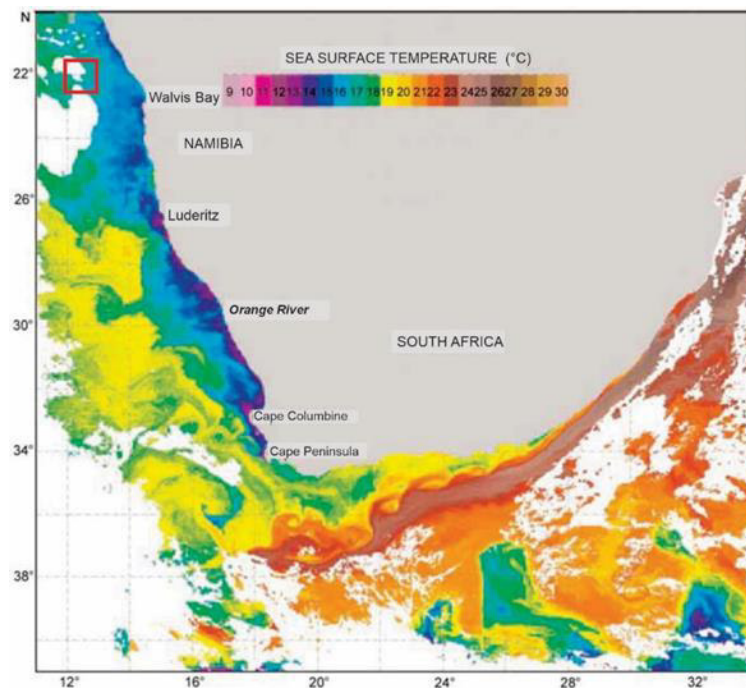 N
SEA SURFACE TEMPERATURE (°C)
22°
9 10 11 12 13 14 15 16 17 18 19 20 21 22 23 24 25 26 27 28 29 30
Walvis Bay
NAMIBIA
26°
Luderitz
Orange River
30°
SOUTH AFRICA
Cape Columbine
34°
Cape Peninsula
38°
12° 16° 20° 24° 28° 32°